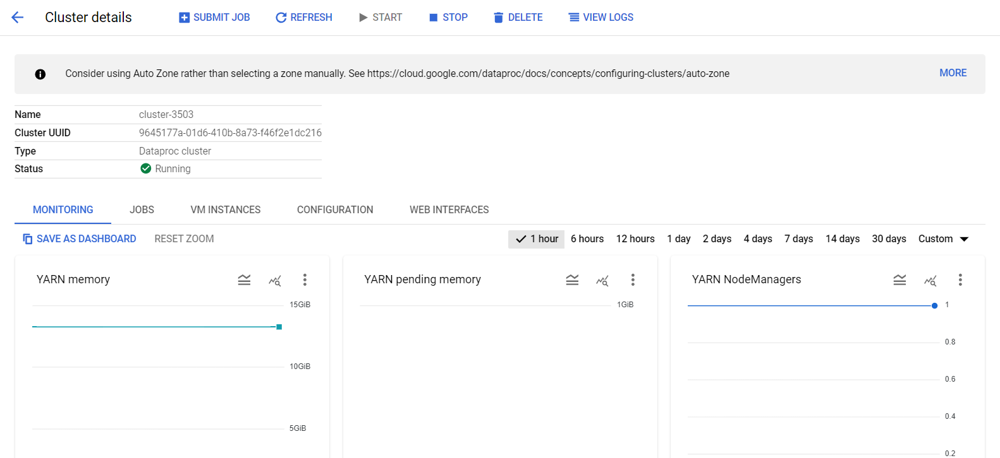 Cluster details SUBMIT JOB REFRESH START STOP DELETE VIEW LOGS
Consider using Auto Zone rather than selecting a zone manually. See https://cloud.google.com/dataproc/docs/concepts/configuring-clusters/auto-zone MORE
Name cluster-3503
Cluster UUID 9645177a-01d6-410b-8a73-f46f2e1dc216
Type Dataproc cluster
Status Running
MONITORING JOBS VM INSTANCES CONFIGURATION WEB INTERFACES
SAVE AS DASHBOARD RESET ZOOM 1 hour 6 hours 12 hours 1 day 2 days 4 days 7 days 14 days 30 days Custom
YARN memory
15GiB
10GiB
5GiB
YARN pending memory
1GiB
YARN NodeManagers
1
0.8
0.6
0.4
0.2